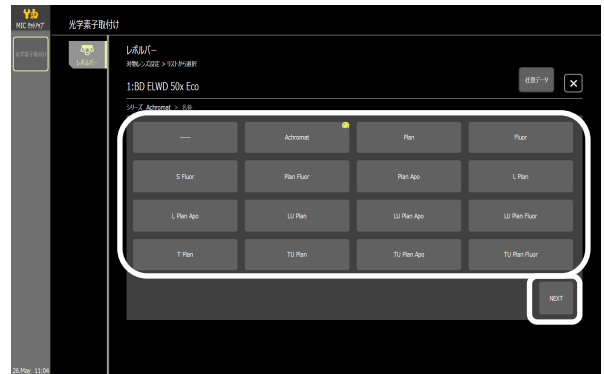 光学素子取付け
MIC ｾｯﾄｱｯﾌﾟ
光学素子取付け
レボルバー
レボルバー
対物レンズ設定 > リストから選択
1:BD ELWD 50x Eco
任意データ
シリーズ Achromat > 名称
-----
Achromat
Plan
Fluor
S Fluor
Plan Fluor
Plan Apo
L Plan
L Plan Apo
LU Plan
LU Plan Apo
LU Plan Fluor
T Plan
TU Plan
TU Plan Apo
TU Plan Fluor
NEXT
26.May 11:04